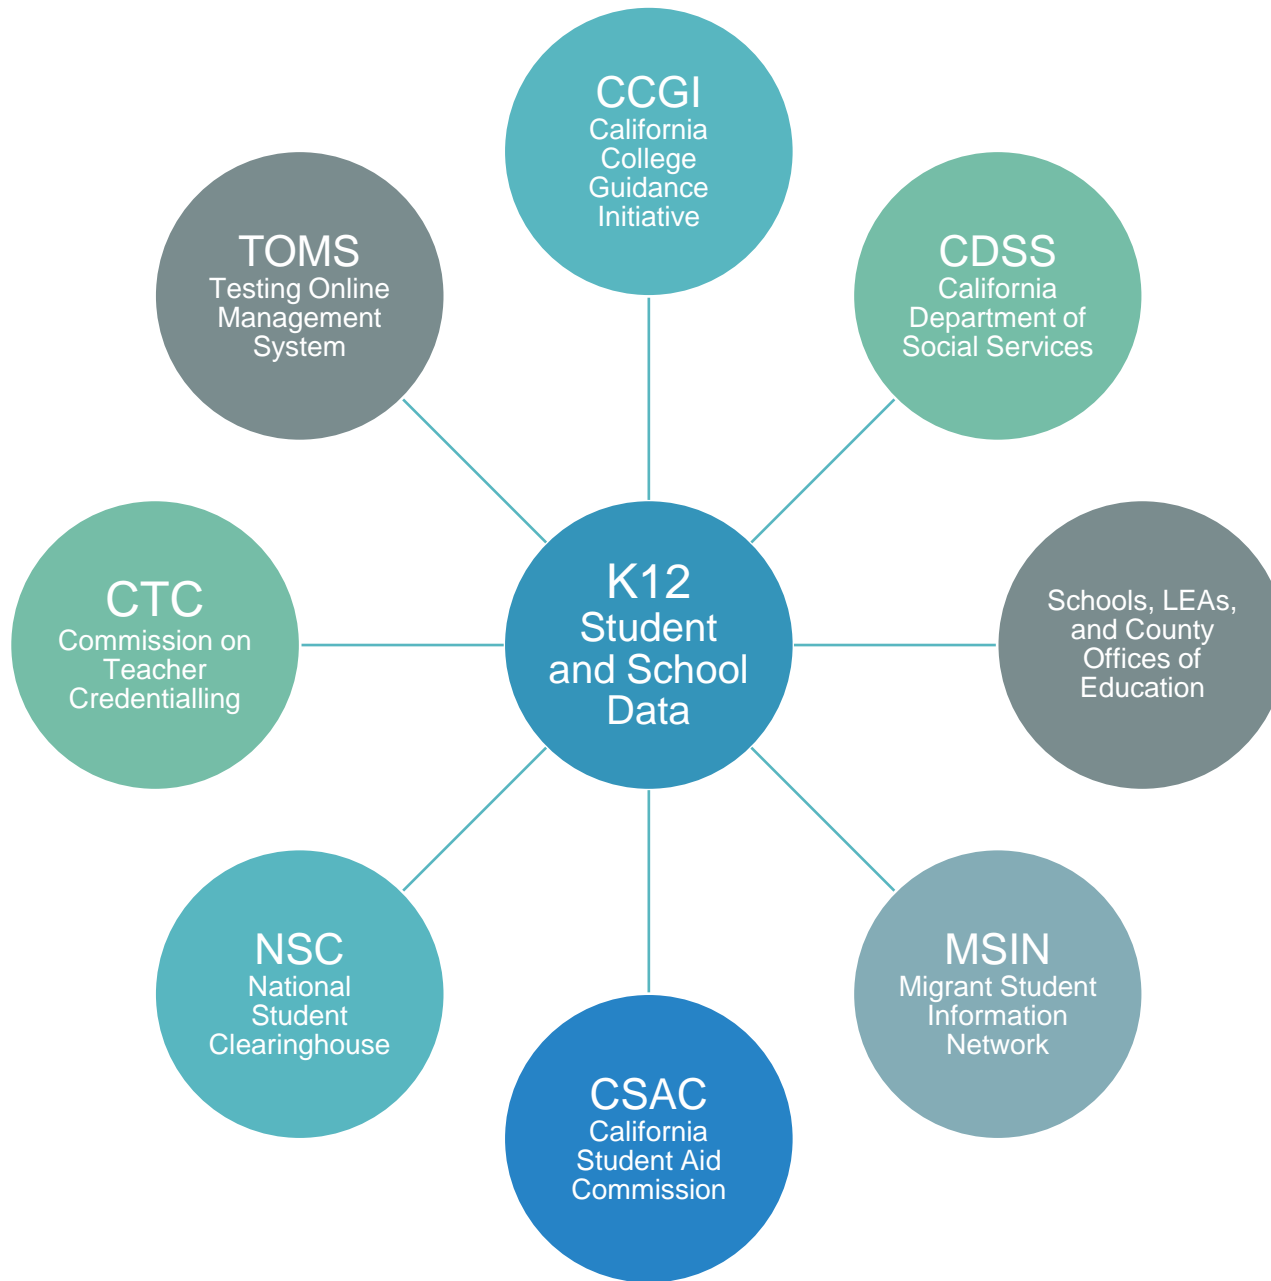 CCGI
California
College
Guidance
Initiative
TOMS
Testing Online
Management
System
CDSS
California
Department of
Social Services
CTC
Commission on
Teacher
Credentialling
K12
Student
and School
Data
Schools, LEAs,
and County
Offices of
Education
NSC
National
Student
Clearinghouse
MSIN
Migrant Student
Information
Network
CSAC
California
Student Aid
Commission